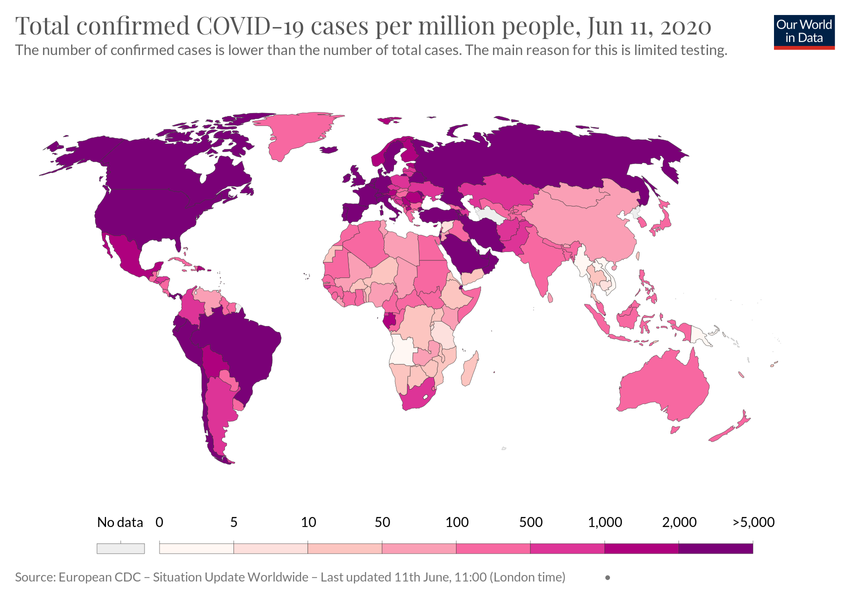 Total confirmed COVID-19 cases per million people, Jun 11, 2020
Our World
in Data
The number of confirmed cases is lower than the number of total cases. The main reason for this is limited testing.
No data 0 5 10 50 100 500 1,000 2,000 >5,000
Source: European CDC – Situation Update Worldwide – Last updated 11th June, 11:00 (London time) •